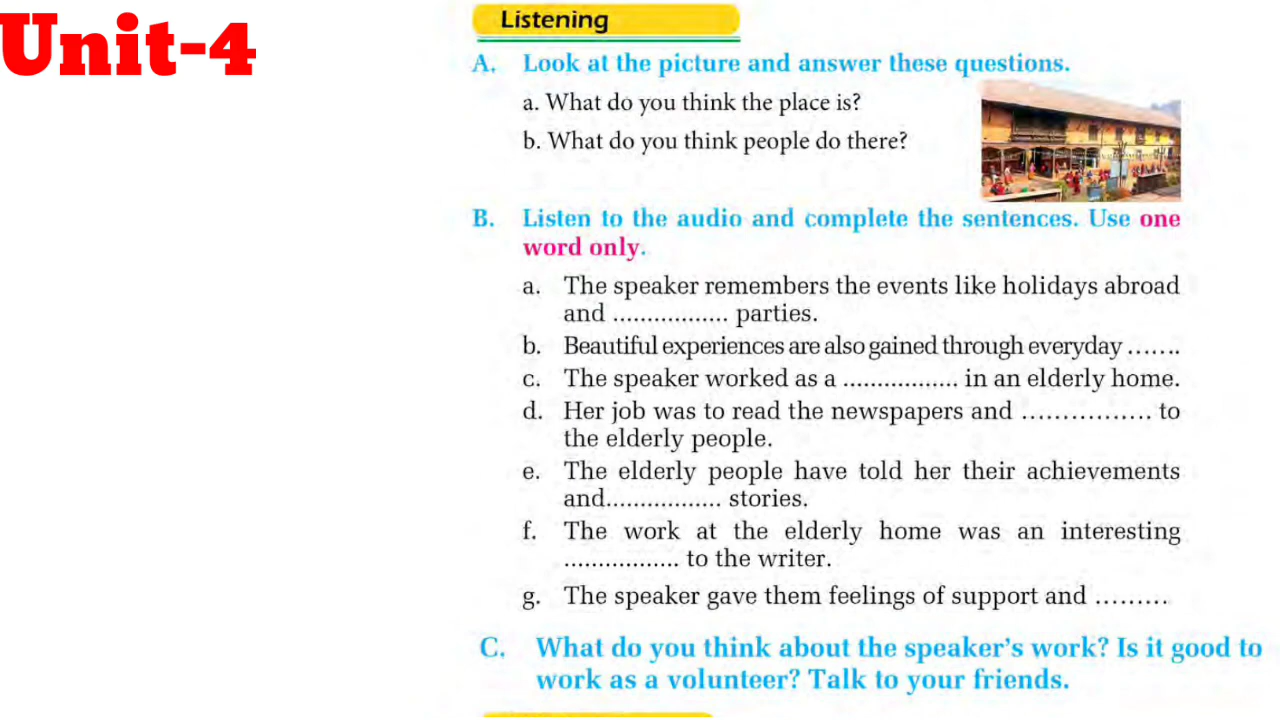 Unit-4
Listening
A. Look at the picture and answer these questions.
a. What do you think the place is?
b. What do you think people do there?
B. Listen to the audio and complete the sentences. Use one
word only.
a. The speaker remembers the events like holidays abroad
and ................. parties.
b. Beautiful experiences are also gained through everyday .......
c. The speaker worked as a ................. in an elderly home.
d. Her job was to read the newspapers and ................ to
the elderly people.
e. The elderly people have told her their achievements
and................. stories.
f. The work at the elderly home was an interesting
................. to the writer.
g. The speaker gave them feelings of support and .........
C. What do you think about the speaker's work? Is it good to
work as a volunteer? Talk to your friends.